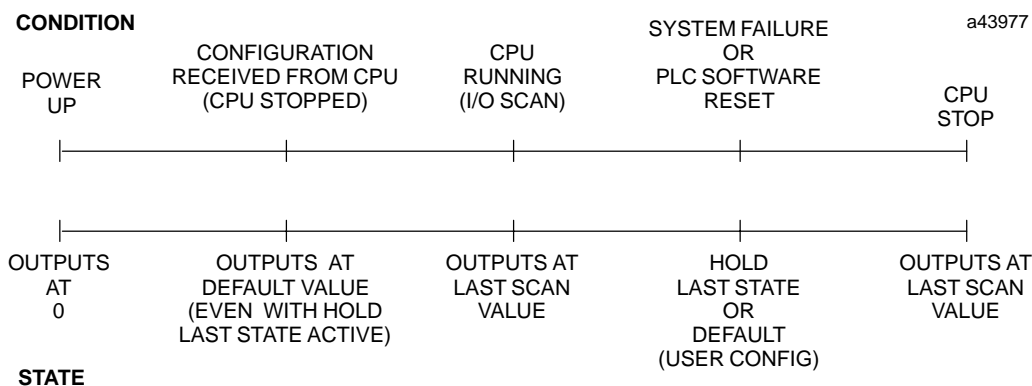 CONDITION
a43977
POWER
UP
CONFIGURATION
RECEIVED FROM CPU
(CPU STOPPED)
CPU
RUNNING
(I/O SCAN)
SYSTEM FAILURE
OR
PLC SOFTWARE
RESET
CPU
STOP
OUTPUTS
AT
0
OUTPUTS AT
DEFAULT VALUE
(EVEN WITH HOLD
LAST STATE ACTIVE)
OUTPUTS AT
LAST SCAN
VALUE
HOLD
LAST STATE
OR
DEFAULT
(USER CONFIG)
OUTPUTS AT
LAST SCAN
VALUE
STATE